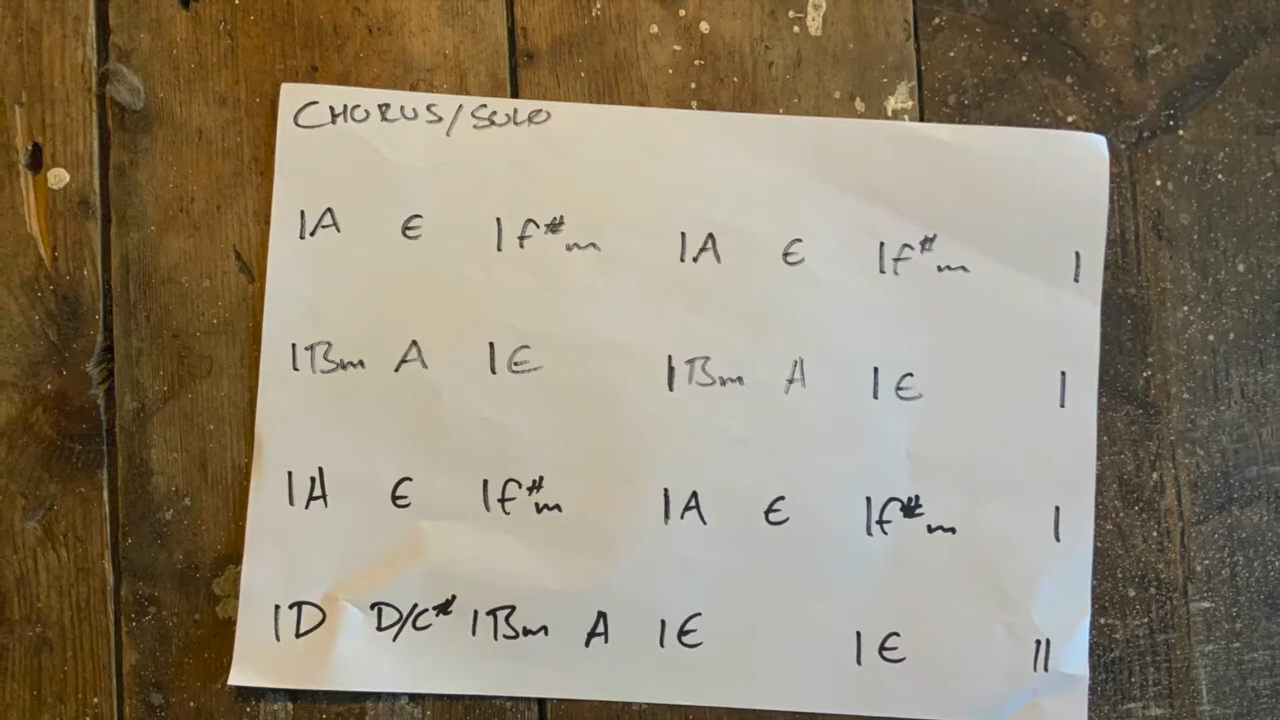 CHORUS/SOLO
|A E |F#m |A E |F#m |
|Bm A |E |Bm A |E |
|A E |F#m |A E |F#m |
|D D/C# |Bm A |E |E ||